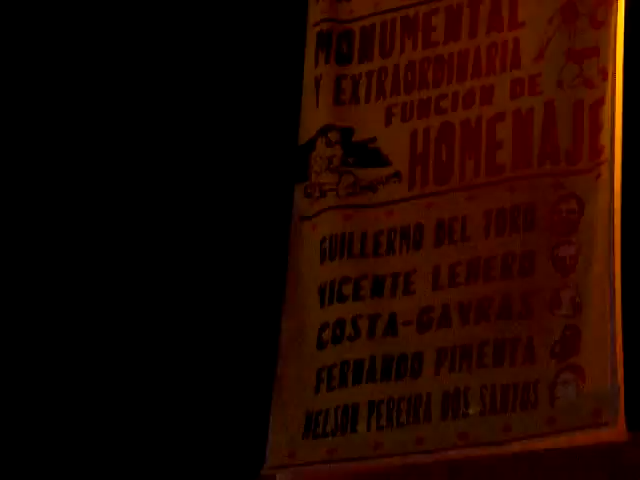 MONUMENTAL
Y EXTRAORDINARIA
FUNCION DE
HOMENAJE
GUILLERMO DEL TORO
VICENTE LEÑERO
COSTA-GAVRAS
FERNANDO PIMENTA
NELSON PEREIRA DOS SANTOS